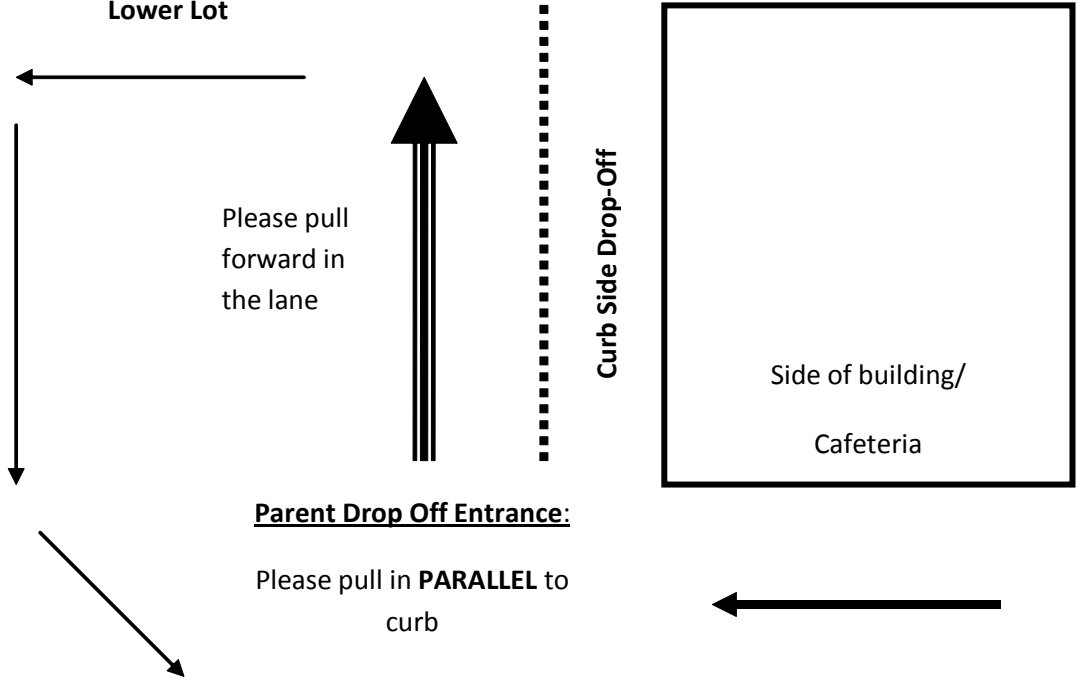 Lower Lot
Please pull
forward in
the lane
Curb Side Drop-Off
Side of building/
Cafeteria
Parent Drop Off Entrance:
Please pull in PARALLEL to
curb